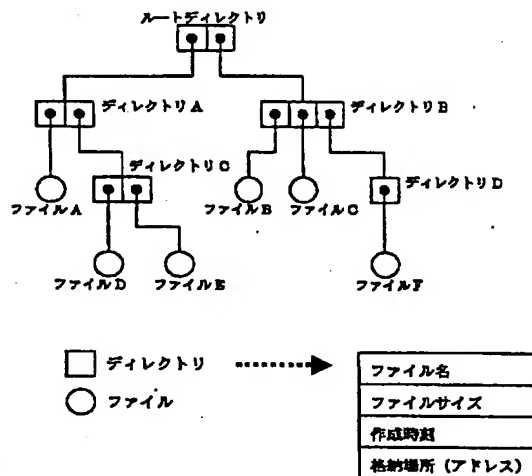 ルートディレクトリ
ディレクトリA
ディレクトリB
ディレクトリC
ディレクトリD
ファイルA
ファイルB
ファイルC
ファイルD
ファイルE
ファイルF
ディレクトリ
ファイル
ファイル名
ファイルサイズ
作成時刻
格納場所（アドレス）